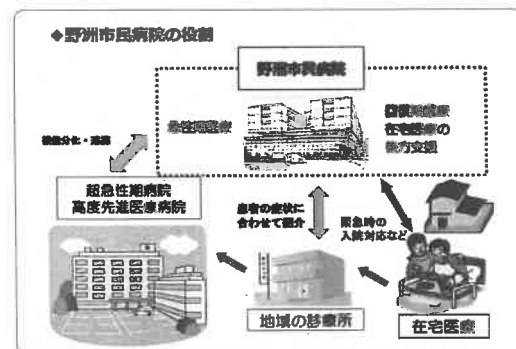 ◆野洲市民病院の役割
野洲市民病院
急性期医療
回復期医療
在宅医療の
後方支援
機能分化・連携
超急性期病院
高度先進医療病院
患者の症状に
合わせて紹介
緊急時の
入院対応など
地域の診療所
在宅医療